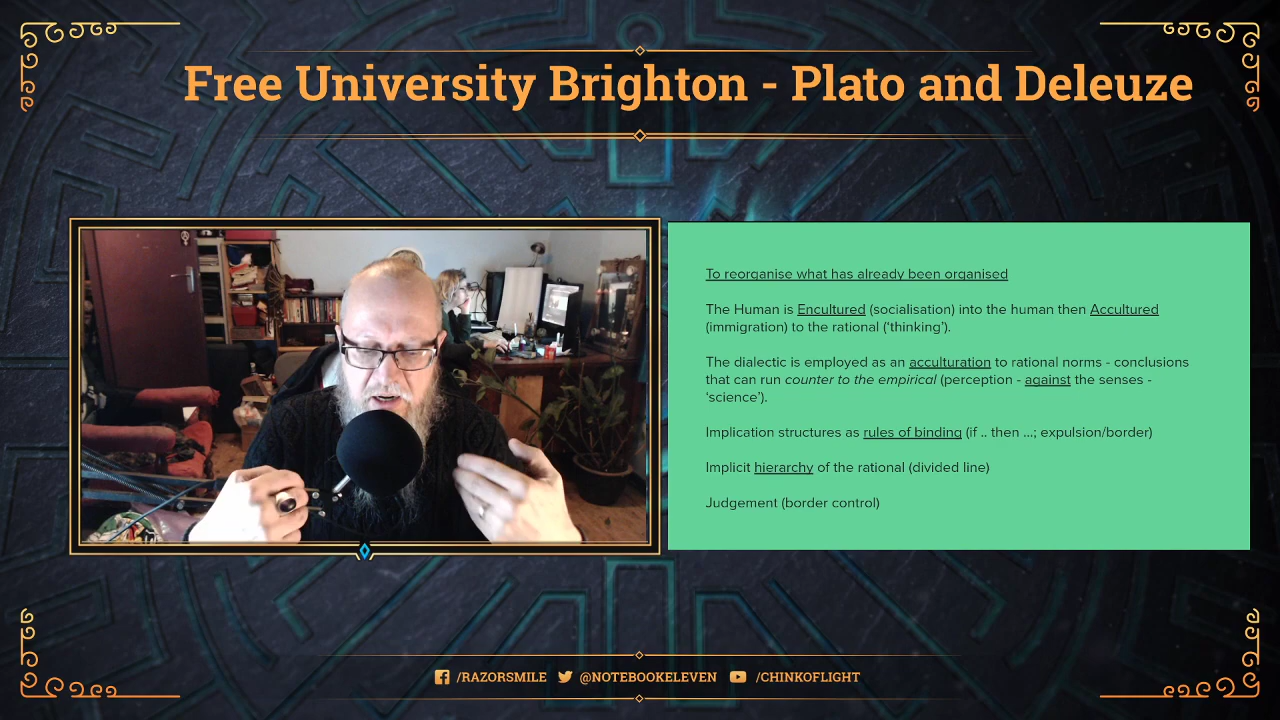 Free University Brighton - Plato and Deleuze
To reorganise what has already been organised
The Human is Encultured (socialisation) into the human then Accultured
(immigration) to the rational (‘thinking’).
The dialectic is employed as an acculturation to rational norms - conclusions
that can run counter to the empirical (perception - against the senses -
‘science’).
Implication structures as rules of binding (if .. then ...; expulsion/border)
Implicit hierarchy of the rational (divided line)
Judgement (border control)
/RAZORSMILE @NOTEBOOKELEVEN /CHINKOFLIGHT